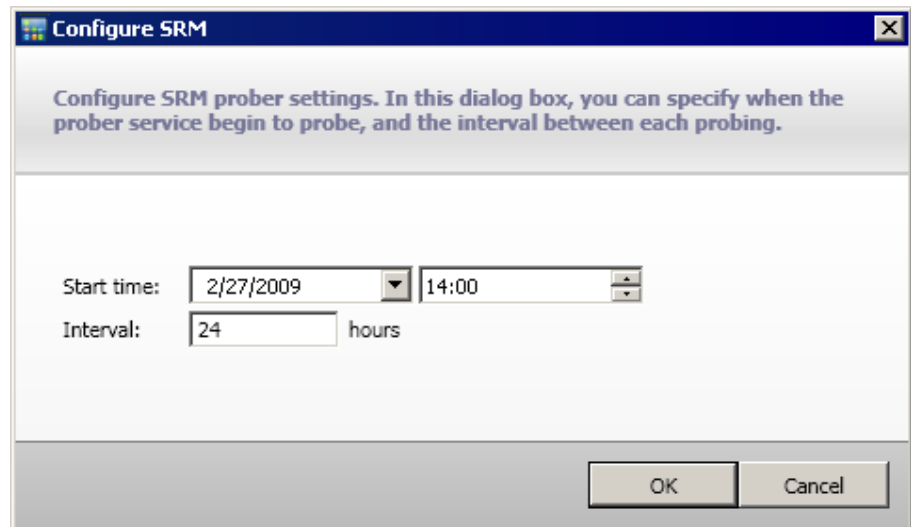 Configure SRM
Configure SRM prober settings. In this dialog box, you can specify when the
prober service begin to probe, and the interval between each probing.
Start time: 2/27/2009 14:00
Interval: 24 hours
OK Cancel